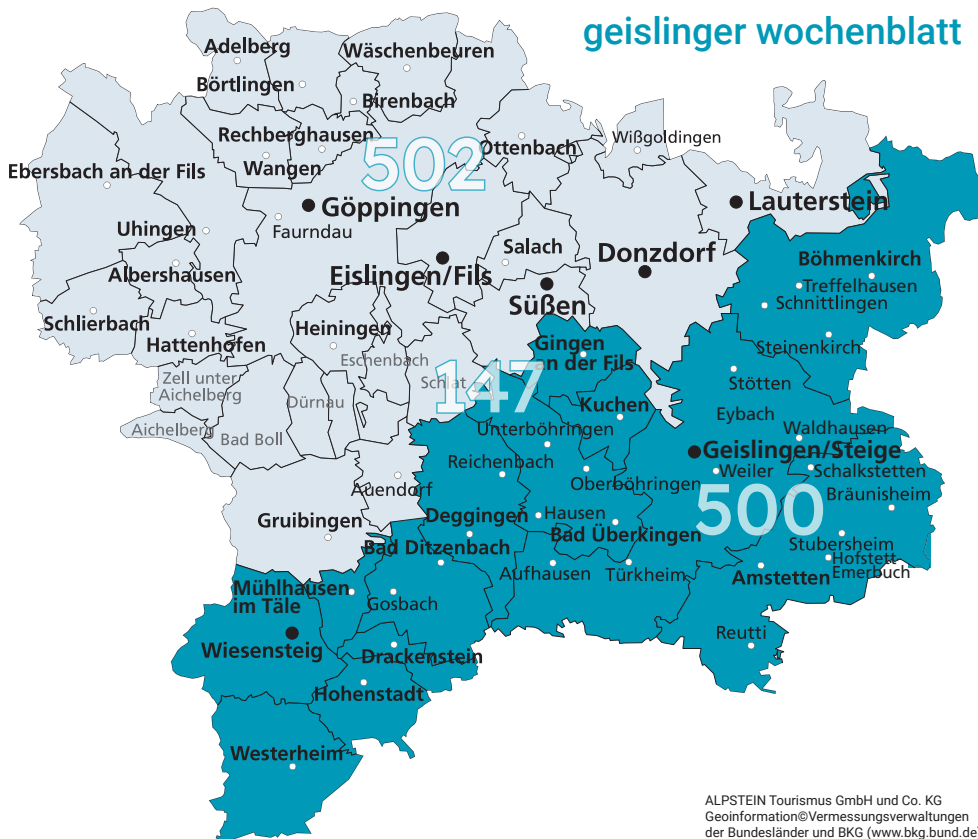 geislinger wochenblatt
Adelberg
Wäschenbeuren
Börtlingen
Birenbach
Rechberghausen
Wißgoldingen
Ottenbach
Wangen
502
Ebersbach an der Fils
Lauterstein
Göppingen
Uhingen
Faurndau
Salach
Donzdorf
Böhmenkirch
Albershausen
Eislingen/Fils
Treffelhausen
Schnittlingen
Süßen
Schlierbach
Heiningen
Hattenhofen
Gingen
an der Fils
Steinenkirch
Eschenbach
Zell unter
Aichelberg
Schlat
147
Stötten
Dürnau
Kuchen
Eybach
Aichelberg
Bad Boll
Unterböhringen
Waldhausen
Geislingen/Steige
Reichenbach
Weiler
Schalkstetten
Oberböhringen
Auendorf
Bräunisheim
500
Gruibingen
Deggingen
Hausen
Bad Überkingen
Stubersheim
Bad Ditzenbach
Hofstett
Emerbuch
Aufhausen
Türkheim
Amstetten
Mühlhausen
im Täle
Gosbach
Reutti
Wiesensteig
Drackenstein
Hohenstadt
Westerheim
ALPSTEIN Tourismus GmbH und Co. KG
Geoinformation©Vermessungsverwaltungen
der Bundesländer und BKG (www.bkg.bund.de